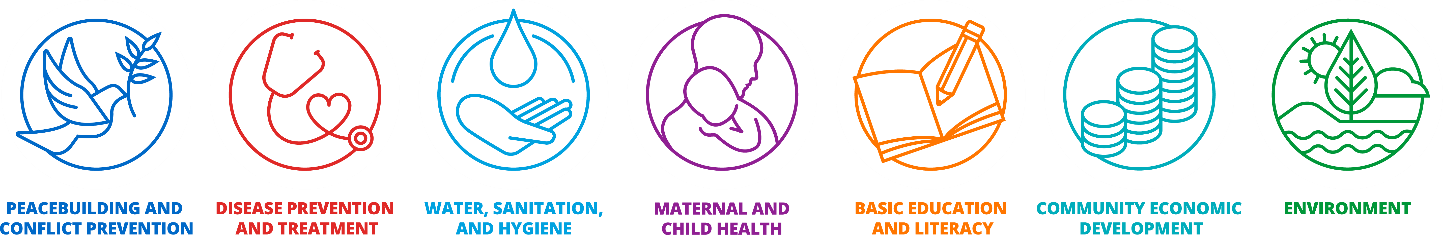 PEACEBUILDING AND
CONFLICT PREVENTION
DISEASE PREVENTION
AND TREATMENT
WATER, SANITATION,
AND HYGIENE
MATERNAL AND
CHILD HEALTH
BASIC EDUCATION
AND LITERACY
COMMUNITY ECONOMIC
DEVELOPMENT
ENVIRONMENT